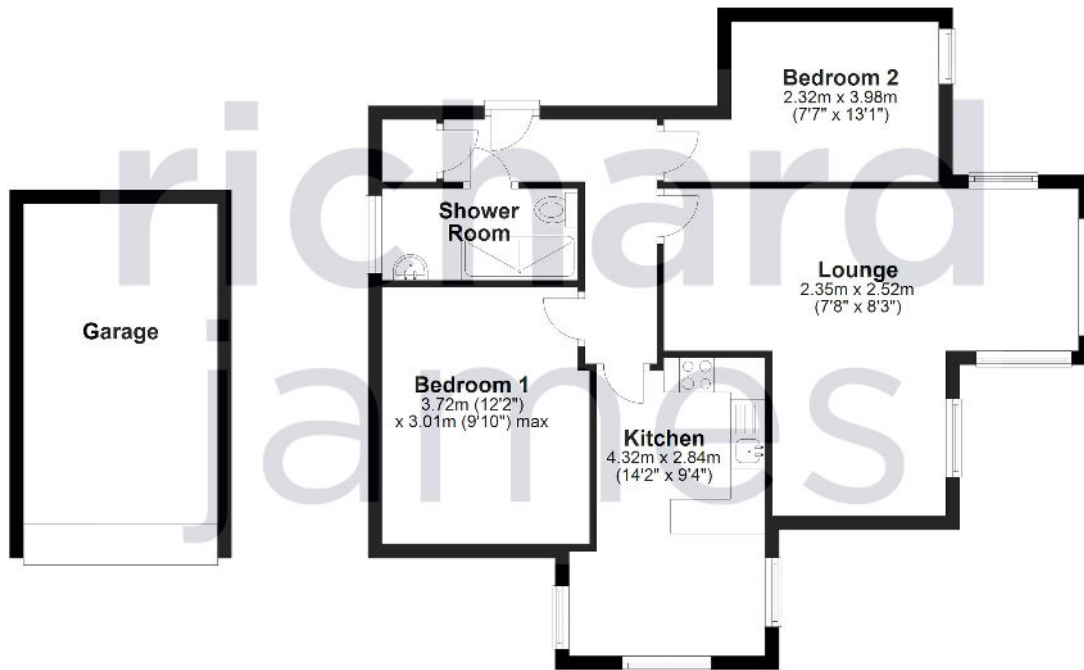 richard
james
Bedroom 2
2.32m x 3.98m
(7'7" x 13'1")
Shower
Room
Lounge
2.35m x 2.52m
(7'8" x 8'3")
Garage
Bedroom 1
3.72m (12'2")
x 3.01m (9'10") max
Kitchen
4.32m x 2.84m
(14'2" x 9'4")